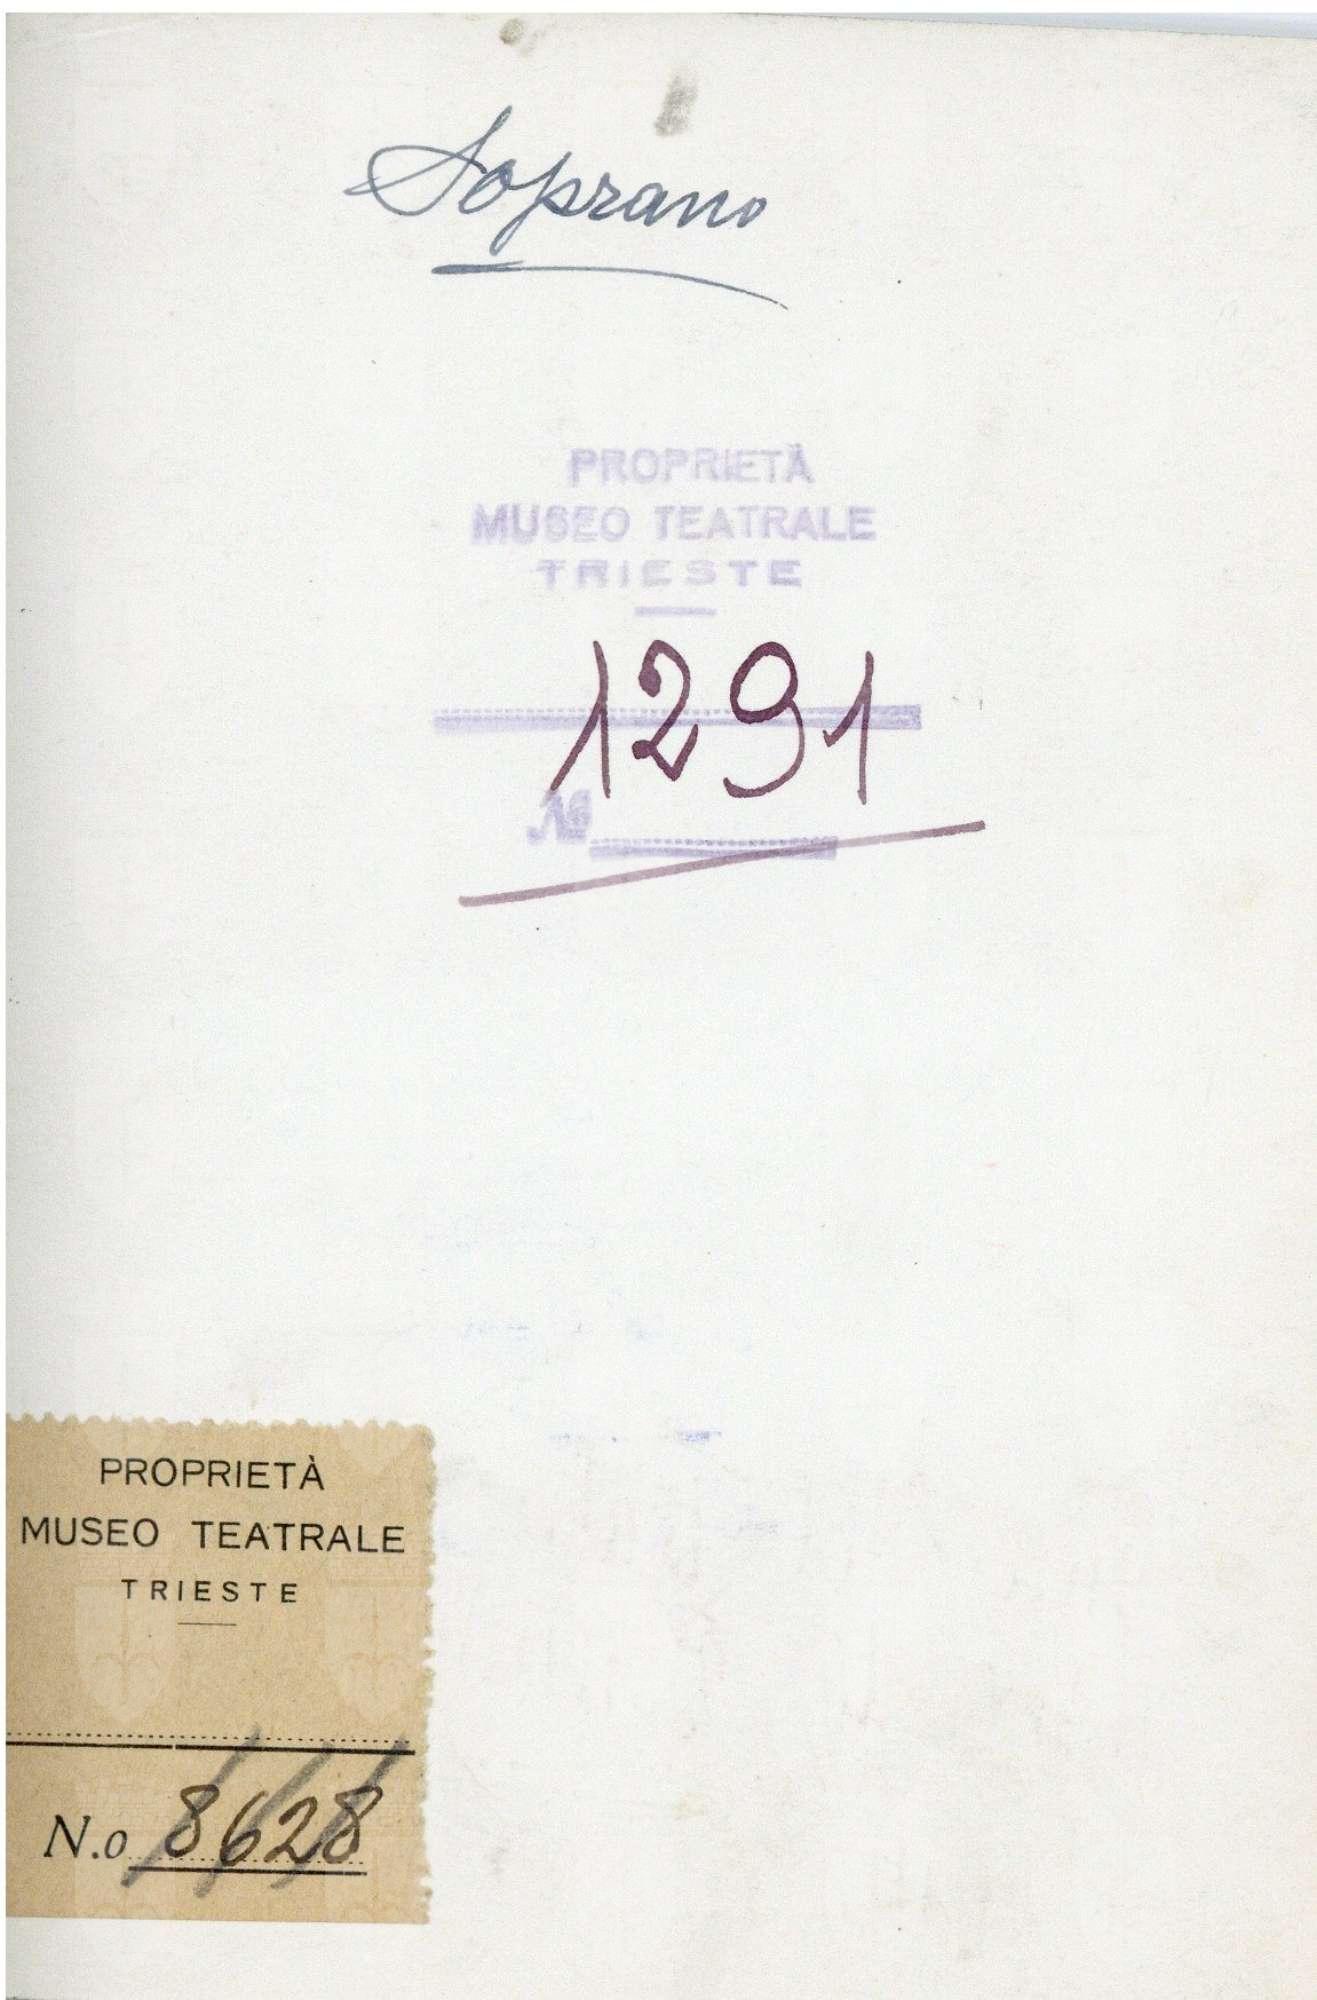 Soprano
PROPRIETÀ
MUSEO TEATRALE
TRIESTE
1291
No
PROPRIETÀ
MUSEO TEATRALE
TRIESTE
N.o 8628